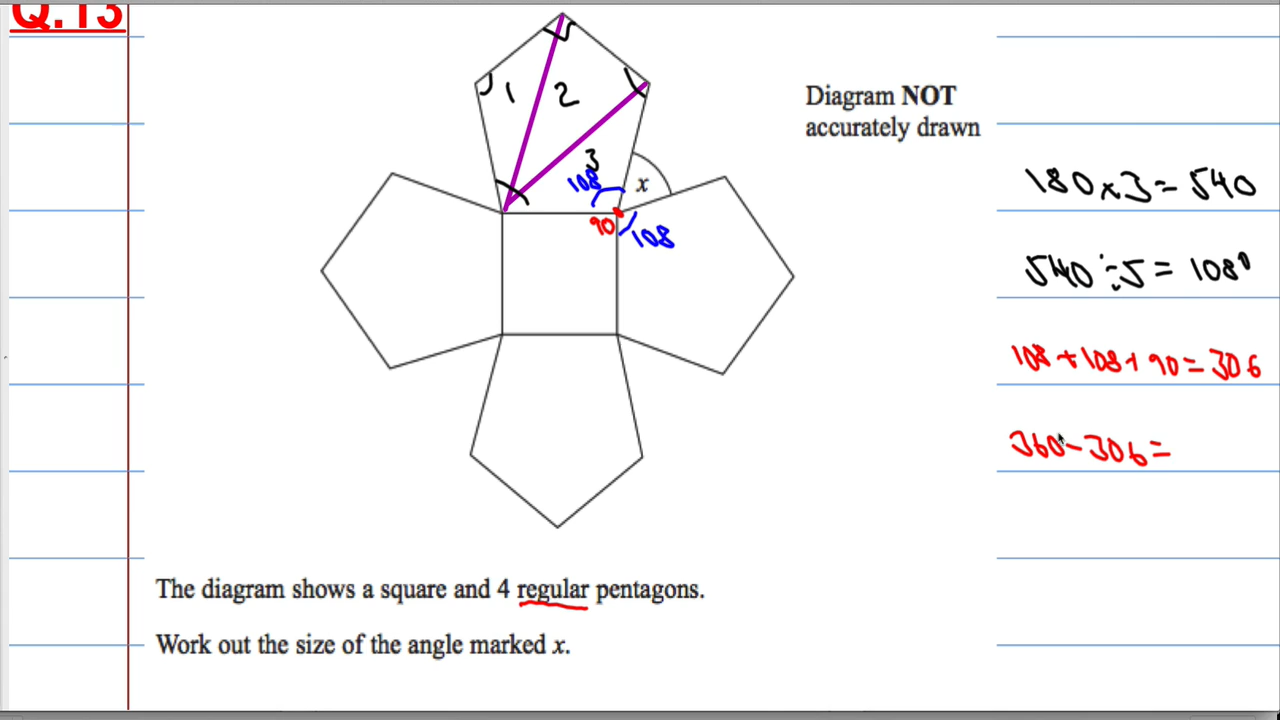 Q.13
1
2
3
108
x
90
108
Diagram NOT
accurately drawn
180 x 3 = 540
540 ÷ 5 = 108°
108 + 108 + 90 = 306
360 - 306 =
The diagram shows a square and 4 regular pentagons.
Work out the size of the angle marked x.